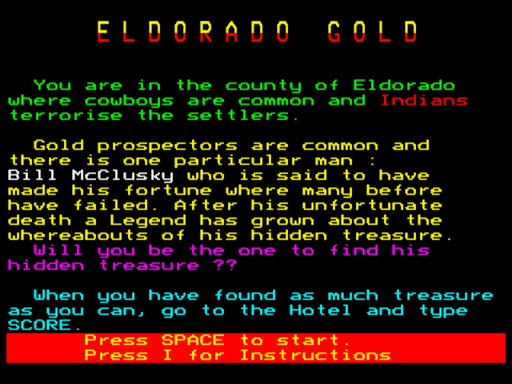 ELDORADO GOLD
You are in the county of Eldorado
where cowboys are common and Indians
terrorise the settlers.
Gold prospectors are common and
there is one particular man :
Bill McClusky who is said to have
made his fortune where many before
have failed. After his unfortunate
death a Legend has grown about the
whereabouts of his hidden treasure.
Will you be the one to find his
hidden treasure ??
When you have found as much treasure
as you can, go to the Hotel and type
SCORE.
Press SPACE to start.
Press I for Instructions